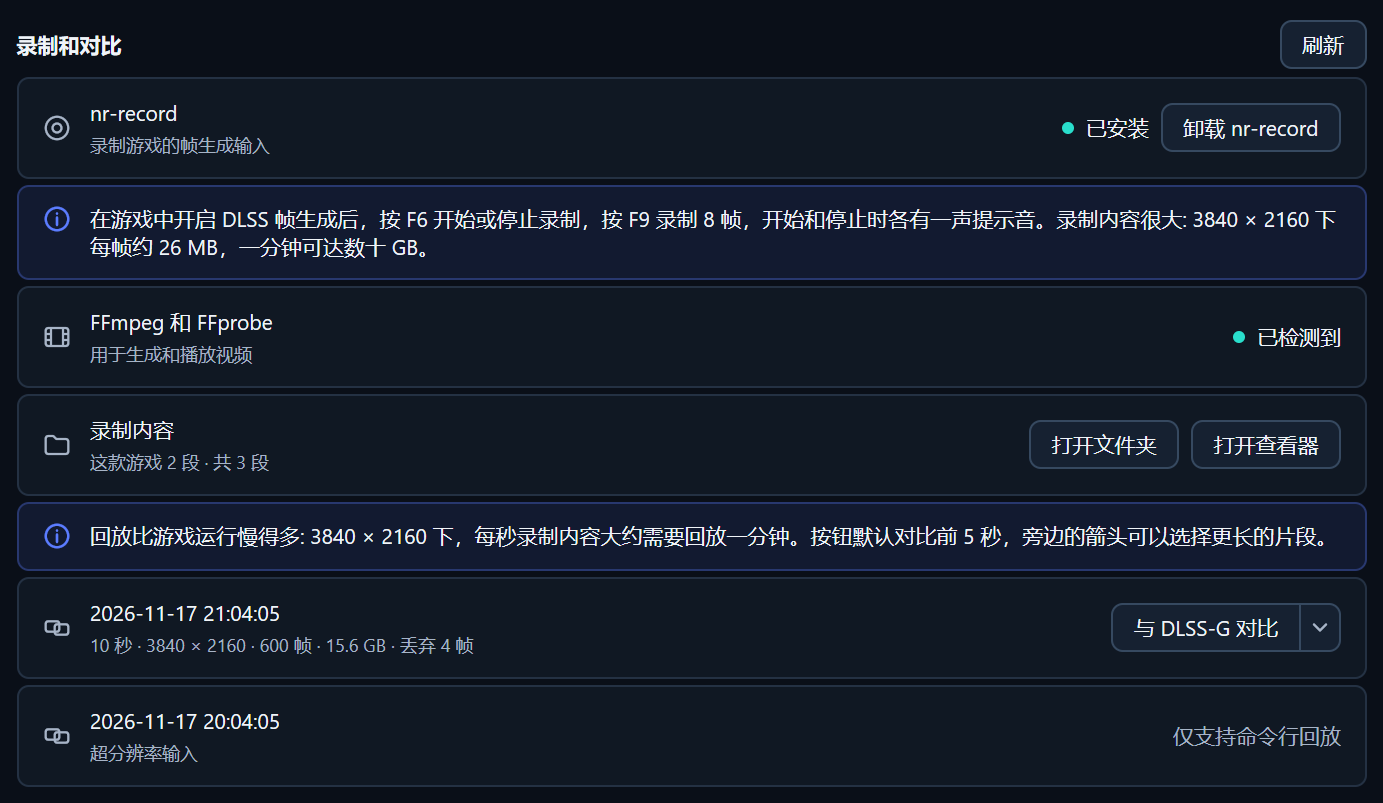 录制和对比
刷新
nr-record
录制游戏的帧生成输入
已安装
卸载 nr-record
在游戏中开启 DLSS 帧生成后，按 F6 开始或停止录制，按 F9 录制 8 帧，开始和停止时各有一声提示音。录制内容很大: 3840 × 2160 下
每帧约 26 MB，一分钟可达数十 GB。
FFmpeg 和 FFprobe
用于生成和播放视频
已检测到
录制内容
这款游戏 2 段 · 共 3 段
打开文件夹
打开查看器
回放比游戏运行慢得多: 3840 × 2160 下，每秒录制内容大约需要回放一分钟。按钮默认对比前 5 秒，旁边的箭头可以选择更长的片段。
2026-11-17 21:04:05
10 秒 · 3840 × 2160 · 600 帧 · 15.6 GB · 丢弃 4 帧
与 DLSS-G 对比
2026-11-17 20:04:05
超分辨率输入
仅支持命令行回放